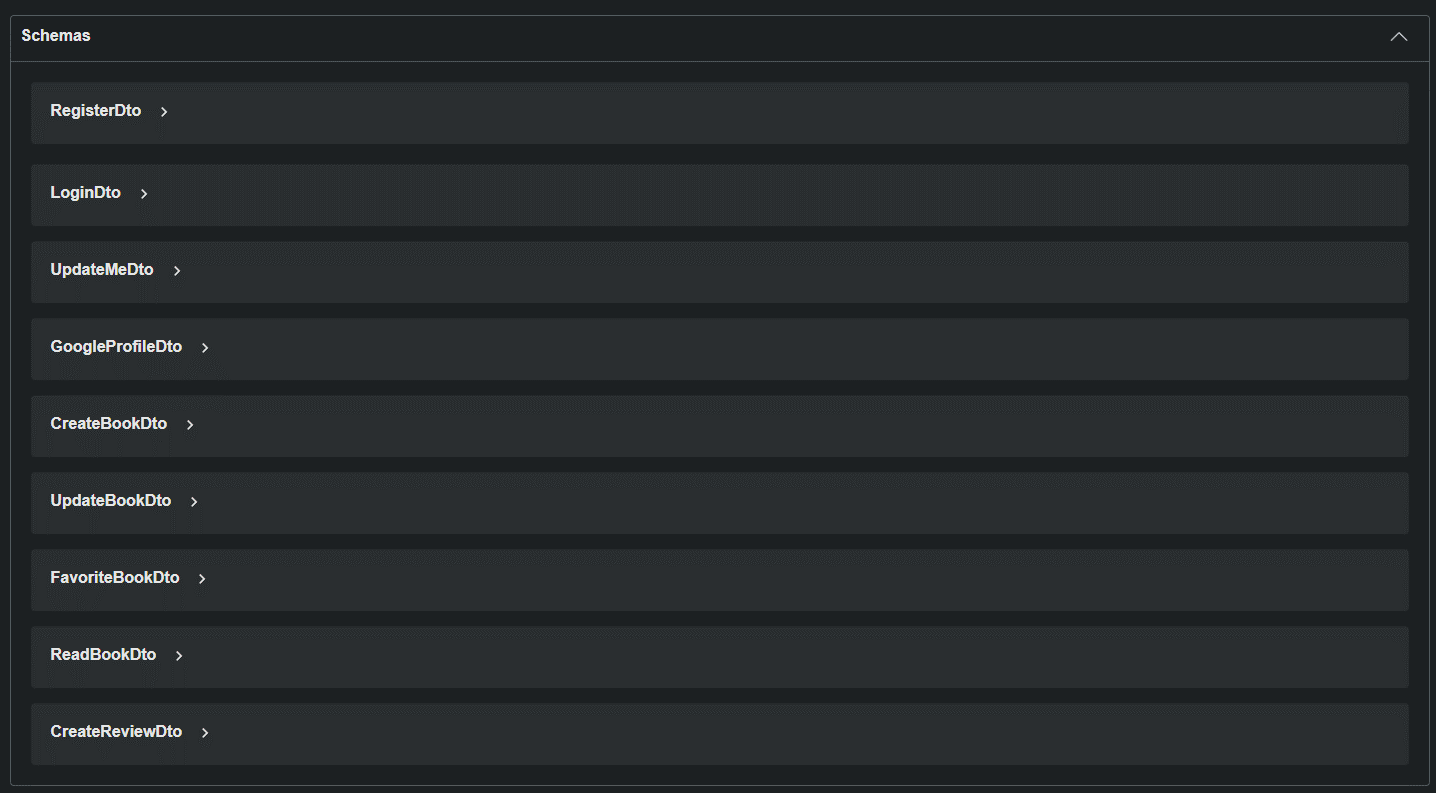 Schemas
RegisterDto
LoginDto
UpdateMeDto
GoogleProfileDto
CreateBookDto
UpdateBookDto
FavoriteBookDto
ReadBookDto
CreateReviewDto